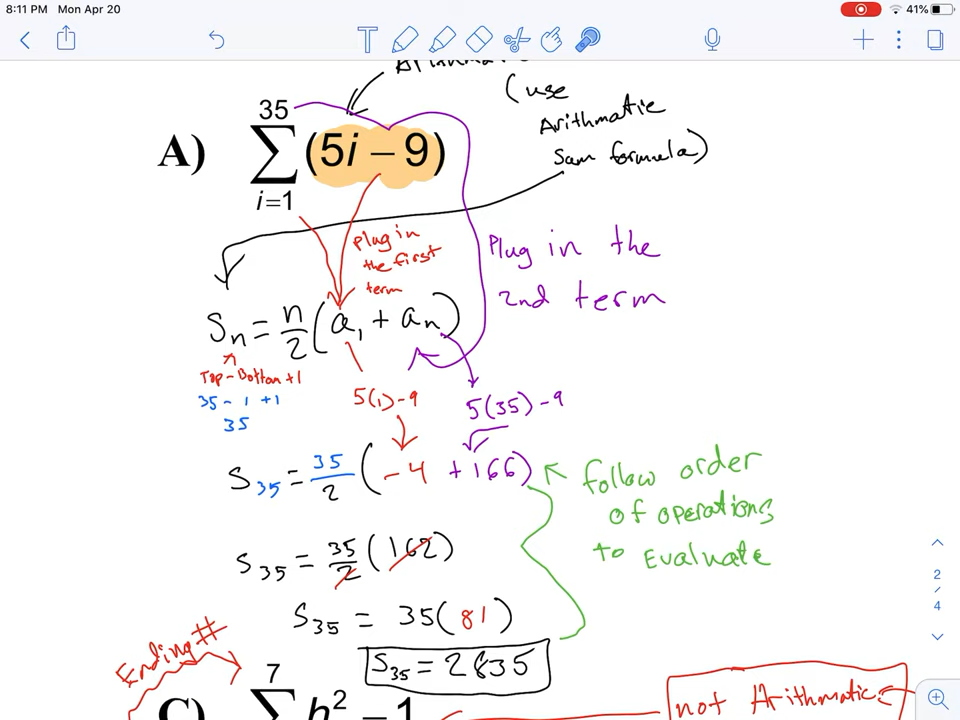 8:11 PM Mon Apr 20
41%
(use
Arithmatic
Sum formula)
A)
35
∑ (5i – 9)
i=1
Plug in
the first
term
Plug in the
2nd term
Sn = n/2 (a1 + an)
Top - Bottom +1
35 - 1 +1
35
5(1) - 9
5(35) - 9
S35 = 35/2 (-4 + 166)
follow order
of operations
to Evaluate
S35 = 35/2 (162)
S35 = 35(81)
S35 = 2835
Ending #
7
∑ h² – 1
C)
not Arithmatic
2
/
4